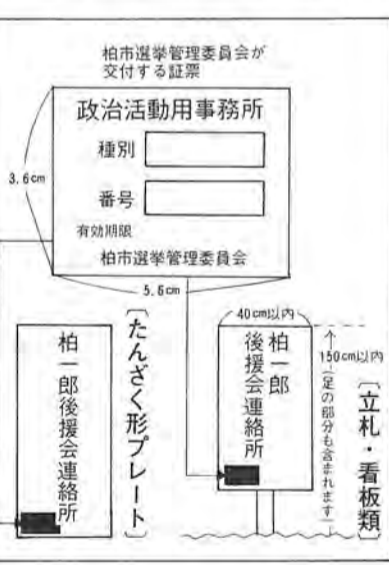 柏市選挙管理委員会が
交付する証票
政治活動用事務所
種別
番号
有効期限
柏市選挙管理委員会
3.6cm
5.6cm
柏一郎後援会連絡所
〔たんざく形プレート〕
40cm以内
柏一郎
後援会連絡所
150cm以内
(足の部分も含まれます)
〔立札・看板類〕